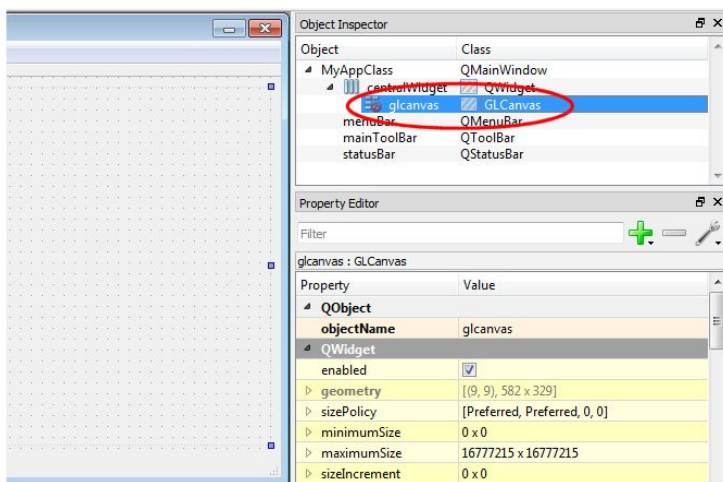 Object Inspector
Object Class
MyAppClass QMainWindow
centralWidget QWidget
glcanvas GLCanvas
menuBar QMenuBar
mainToolBar QToolBar
statusBar QStatusBar
Property Editor
Filter
glcanvas : GLCanvas
Property Value
QObject
objectName glcanvas
QWidget
enabled
geometry [(9, 9), 582 x 329]
sizePolicy [Preferred, Preferred, 0, 0]
minimumSize 0 x 0
maximumSize 16777215 x 16777215
sizeIncrement 0 x 0